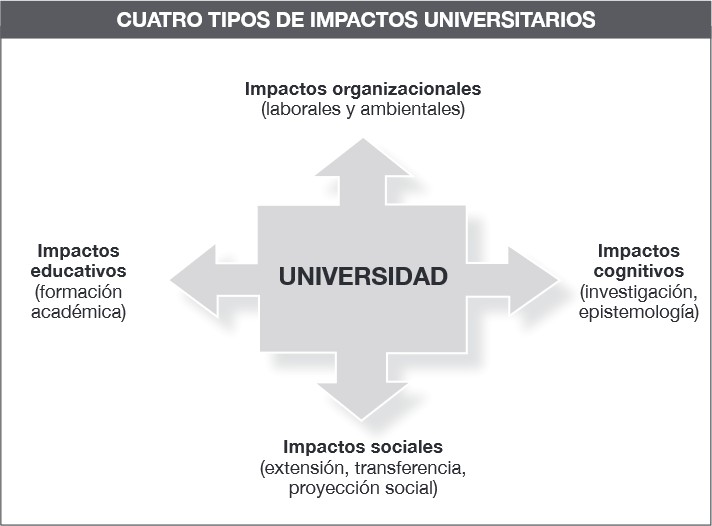 CUATRO TIPOS DE IMPACTOS UNIVERSITARIOS
Impactos organizacionales
(laborales y ambientales)
Impactos
educativos
(formación
académica)
UNIVERSIDAD
Impactos
cognitivos
(investigación,
epistemología)
Impactos sociales
(extensión, transferencia,
proyección social)